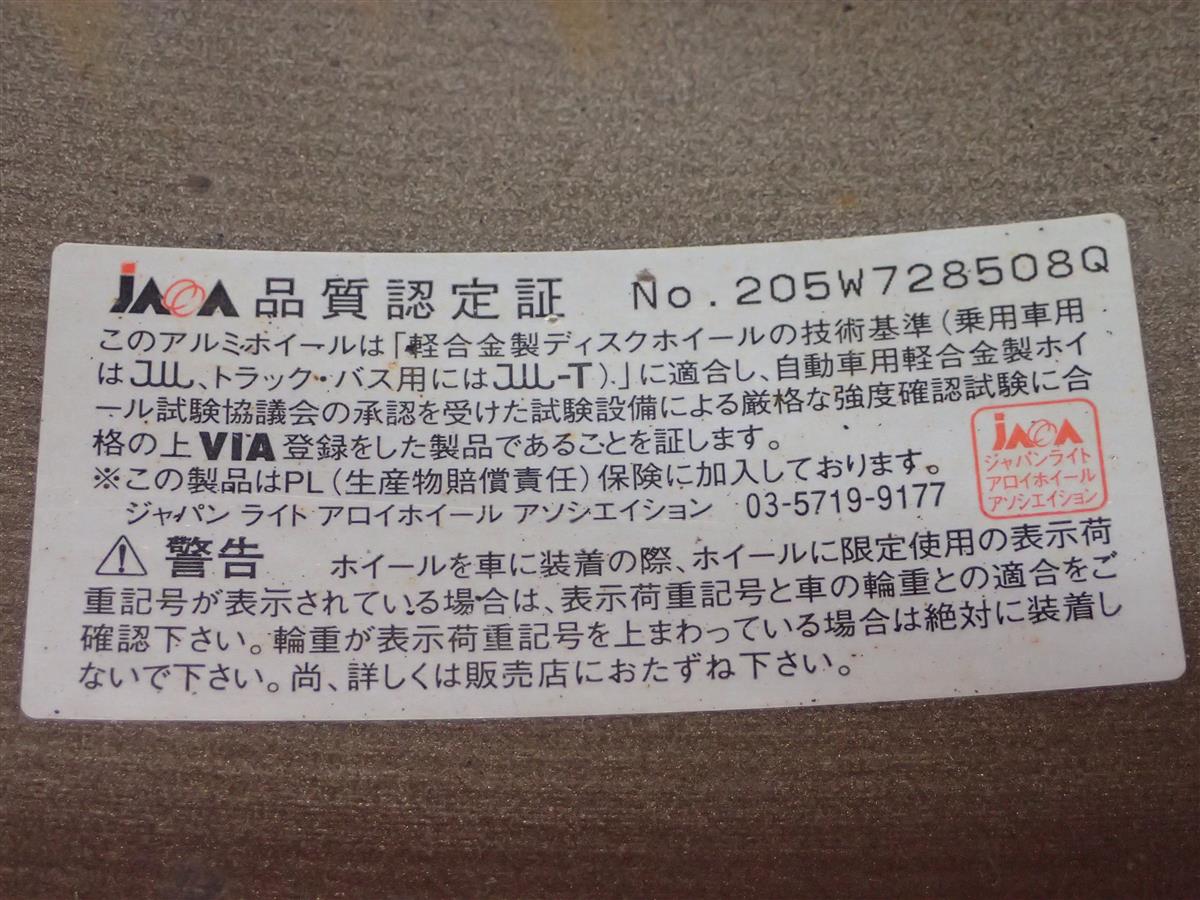 JAWA 品質認定証 No.205W728508Q
このアルミホイールは「軽合金製ディスクホイールの技術基準(乗用車用
はJWL、トラック・バス用にはJWL-T)」に適合し、自動車用軽合金製ホイ
ール試験協議会の承認を受けた試験設備による厳格な強度確認試験に合
格の上VIA登録をした製品であることを証します。
※この製品はPL(生産物賠償責任)保険に加入しております。
ジャパン ライト アロイホイール アソシエイション 03-5719-9177
JAWA
ジャパンライト
アロイホイール
アソシエイション
⚠ 警告 ホイールを車に装着の際、ホイールに限定使用の表示荷
重記号が表示されている場合は、表示荷重記号と車の輪重との適合をご
確認下さい。輪重が表示荷重記号を上まわっている場合は絶対に装着し
ないで下さい。尚、詳しくは販売店におたずね下さい。